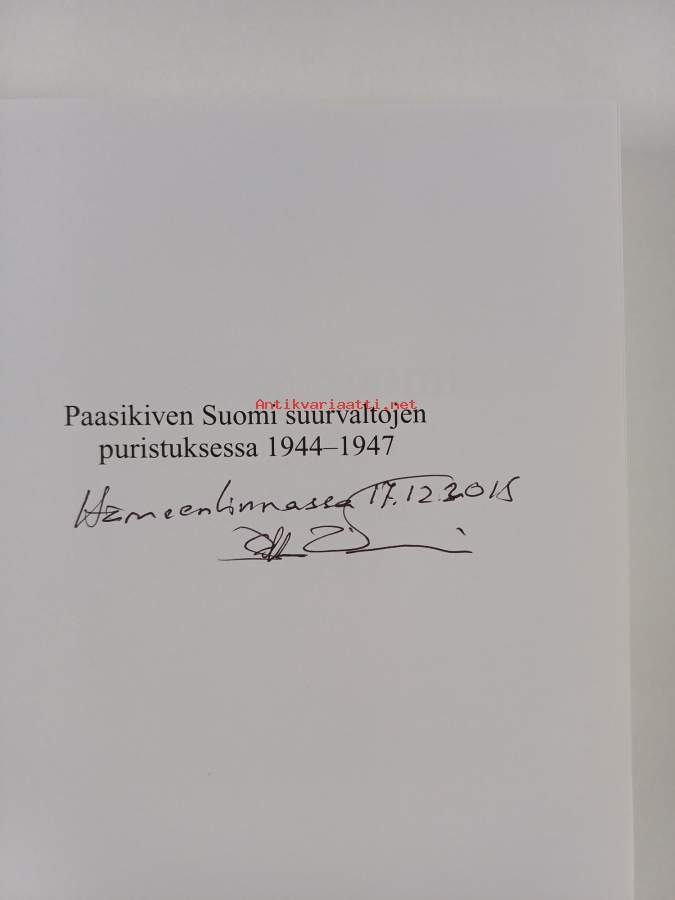 Antikvariaatti.net
Paasikiven Suomi suurvaltojen
puristuksessa 1944–1947
Hämeenlinnassa 17.12.2015